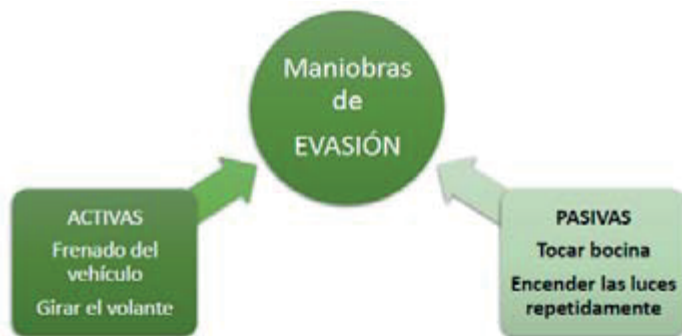 Maniobras
de
EVASIÓN
ACTIVAS
Frenado del
vehículo
Girar el volante
PASIVAS
Tocar bocina
Encender las luces
repetidamente